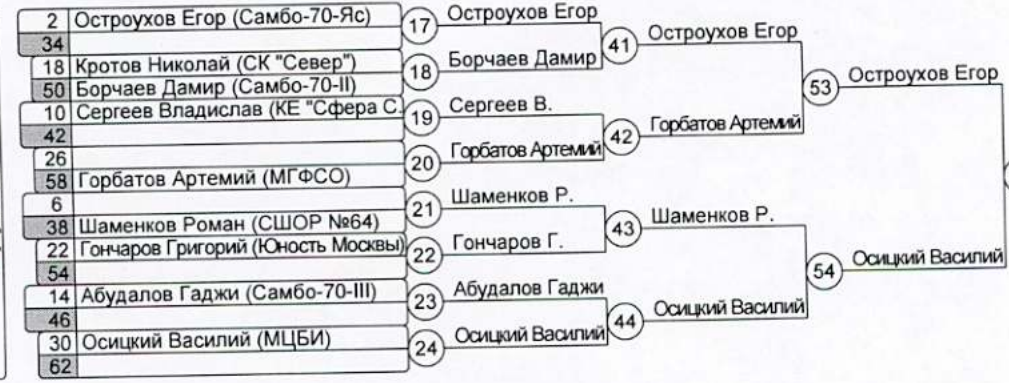 2 Остроухов Егор (Самбо-70-Яс)
34
18 Кротов Николай (СК "Север")
50 Борчаев Дамир (Самбо-70-II)
10 Сергеев Владислав (КЕ "Сфера С.
42
26
58 Горбатов Артемий (МГФСО)
6
38 Шаменков Роман (СШОР №64)
22 Гончаров Григорий (Юность Москвы)
54
14 Абудалов Гаджи (Самбо-70-III)
46
30 Осицкий Василий (МЦБИ)
62
17 Остроухов Егор
18 Борчаев Дамир
19 Сергеев В.
20 Горбатов Артемий
21 Шаменков Р.
22 Гончаров Г.
23 Абудалов Гаджи
24 Осицкий Василий
41 Остроухов Егор
42 Горбатов Артемий
43 Шаменков Р.
44 Осицкий Василий
53 Остроухов Егор
54 Осицкий Василий